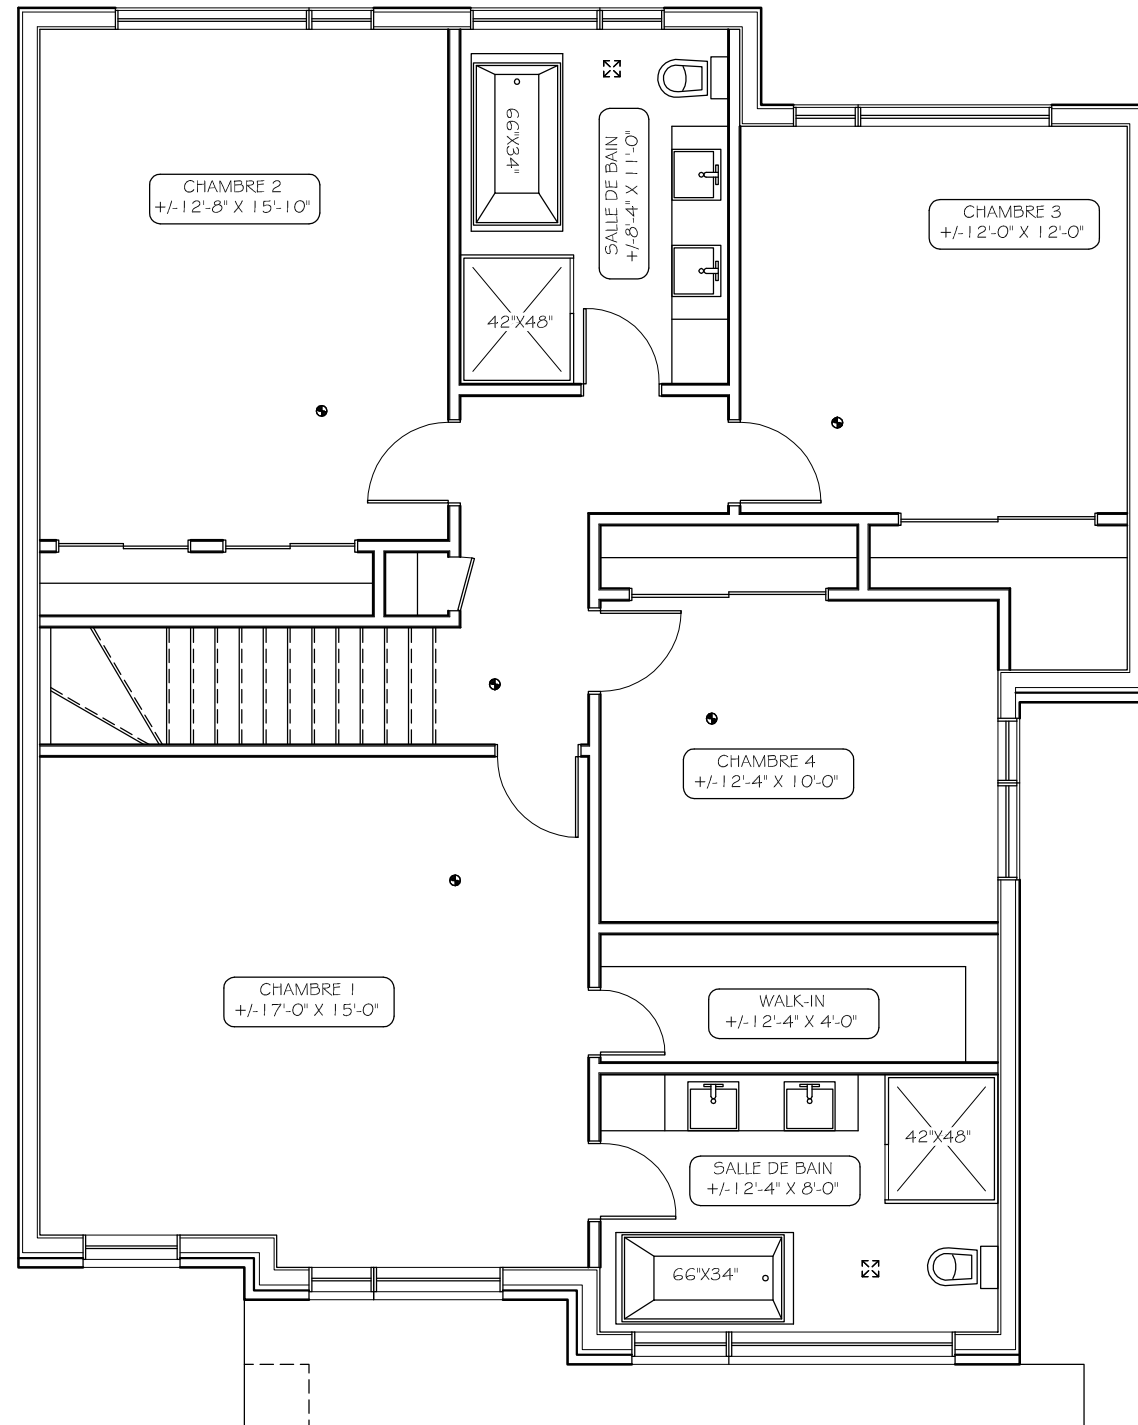 66"X34"
SALLE DE BAIN
+/-8'-4" X 11'-0"
CHAMBRE 2
+/-12'-8" X 15'-10"
CHAMBRE 3
+/-12'-0" X 12'-0"
42"X48"
CHAMBRE 4
+/-12'-4" X 10'-0"
CHAMBRE 1
+/-17'-0" X 15'-0"
WALK-IN
+/-12'-4" X 4'-0"
42"X48"
SALLE DE BAIN
+/-12'-4" X 8'-0"
66"X34"